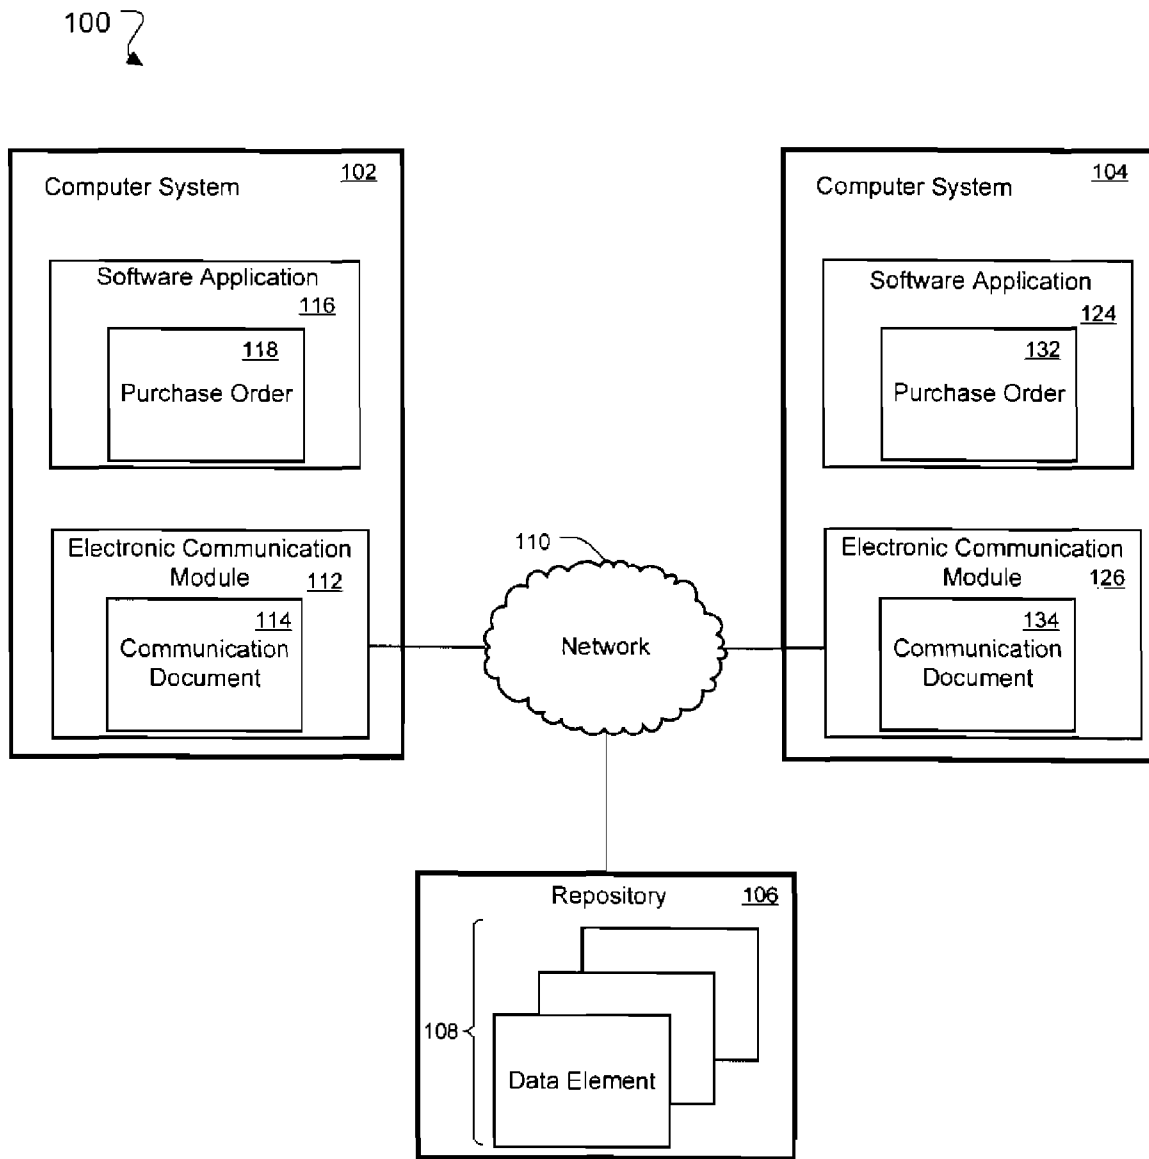 100
Computer System 102
Software Application
116
118
Purchase Order
Electronic Communication
Module 112
114
Communication
Document
110
Network
Computer System 104
Software Application
124
132
Purchase Order
Electronic Communication
Module 126
134
Communication
Document
Repository 106
108
Data Element